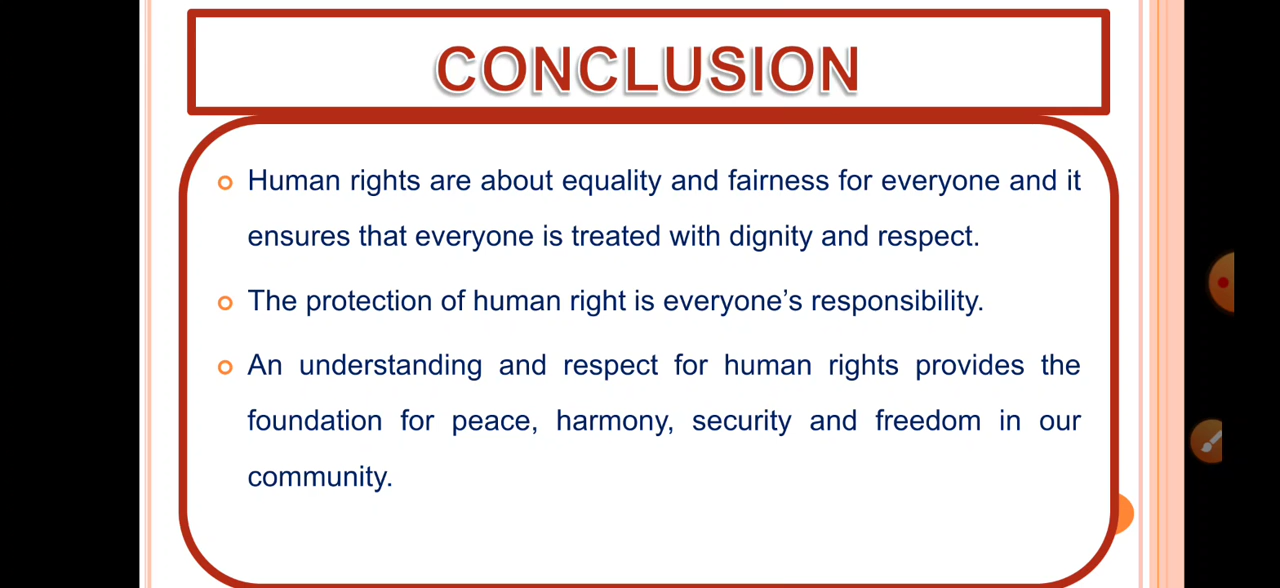 CONCLUSION
Human rights are about equality and fairness for everyone and it
ensures that everyone is treated with dignity and respect.
The protection of human right is everyone’s responsibility.
An understanding and respect for human rights provides the
foundation for peace, harmony, security and freedom in our
community.